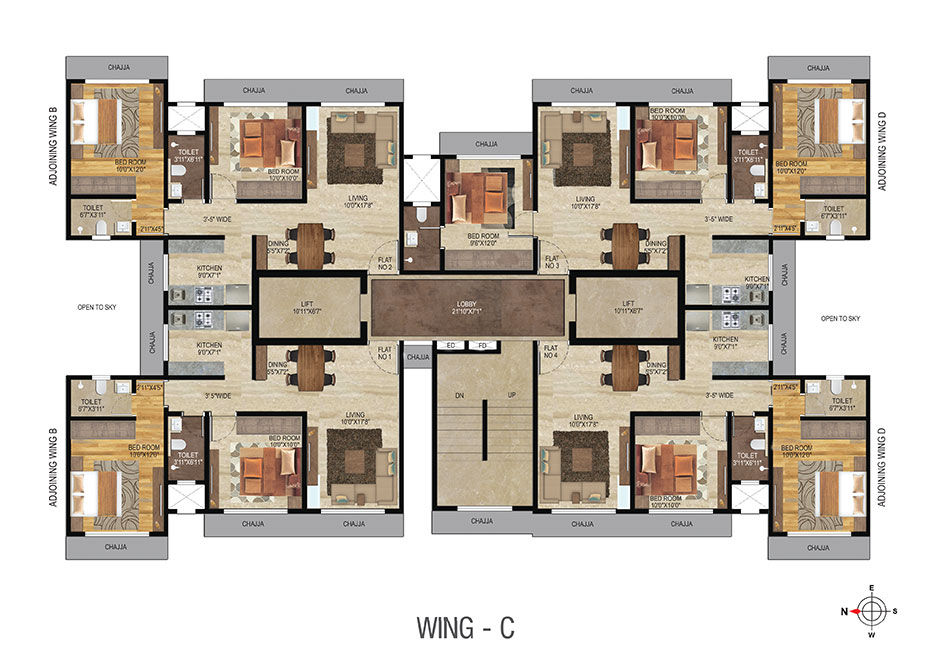 CHAJJA
CHAJJA
CHAJJA
CHAJJA
CHAJJA
CHAJJA
CHAJJA
ADJOINING WING B
ADJOINING WING D
BED ROOM
10'0"X12'0"
TOILET
3'11"X6'11"
BED ROOM
10'0"X10'0"
LIVING
10'0"X17'8"
TOILET
6'7"X3'11"
2'11"X4'5"
3'-5" WIDE
DINING
5'5"X7'2"
KITCHEN
9'0"X7'1"
FLAT
NO 2
BED ROOM
9'6"X12'0"
LIVING
10'0"X17'8"
BED ROOM
10'0"X10'0"
TOILET
3'11"X6'11"
BED ROOM
10'0"X12'0"
TOILET
6'7"X3'11"
2'11"X4'5"
3'-5" WIDE
DINING
5'5"X7'2"
FLAT
NO 3
KITCHEN
9'0"X7'1"
CHAJJA
CHAJJA
OPEN TO SKY
LIFT
10'11"X6'7"
LOBBY
21'10"X7'1"
LIFT
10'11"X6'7"
OPEN TO SKY
CHAJJA
CHAJJA
KITCHEN
9'0"X7'1"
FLAT
NO 1
CHAJJA
ED
FD
FLAT
NO 4
KITCHEN
9'0"X7'1"
DINING
5'5"X7'2"
DINING
5'5"X7'2"
2'11"X4'5"
3' 5"WIDE
TOILET
5'7"X3'11"
DN
UP
3'-5" WIDE
2'11"X4'5"
TOILET
6'7"X3'11"
LIVING
10'0"X17'8"
LIVING
10'0"X17'8"
BED ROOM
10'0"X12'0"
TOILET
3'11"X6'11"
BED ROOM
10'0"X10'0"
BED ROOM
10'0"X10'0"
TOILET
3'11"X6'11"
BED ROOM
10'0"X12'0"
ADJOINING WING B
ADJOINING WING D
CHAJJA
CHAJJA
CHAJJA
CHAJJA
CHAJJA
CHAJJA
CHAJJA
E
N
S
W
WING - C